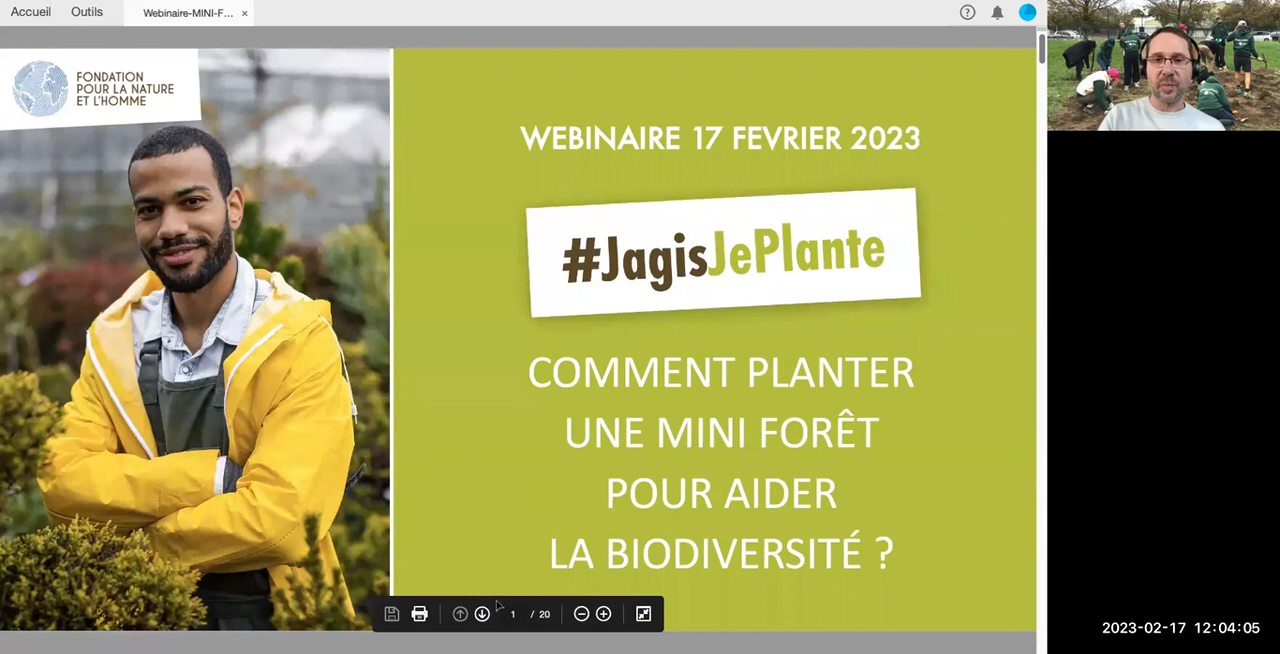 Accueil Outils Webinaire-MINI-F... ×
FONDATION
POUR LA NATURE
ET L'HOMME
WEBINAIRE 17 FEVRIER 2023
#JagisJePlante
COMMENT PLANTER
UNE MINI FORÊT
POUR AIDER
LA BIODIVERSITÉ ?
1 / 20
2023-02-17 12:04:05